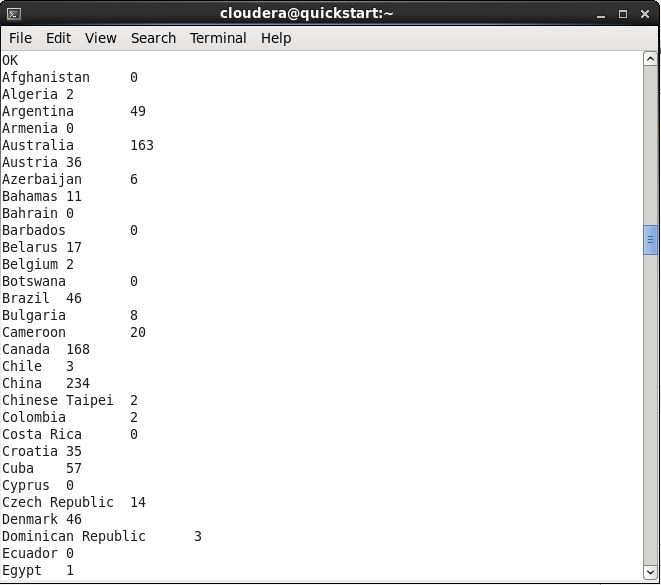 cloudera@quickstart:~
File Edit View Search Terminal Help
OK
Afghanistan 0
Algeria 2
Argentina 49
Armenia 0
Australia 163
Austria 36
Azerbaijan 6
Bahamas 11
Bahrain 0
Barbados 0
Belarus 17
Belgium 2
Botswana 0
Brazil 46
Bulgaria 8
Cameroon 20
Canada 168
Chile 3
China 234
Chinese Taipei 2
Colombia 2
Costa Rica 0
Croatia 35
Cuba 57
Cyprus 0
Czech Republic 14
Denmark 46
Dominican Republic 3
Ecuador 0
Egypt 1